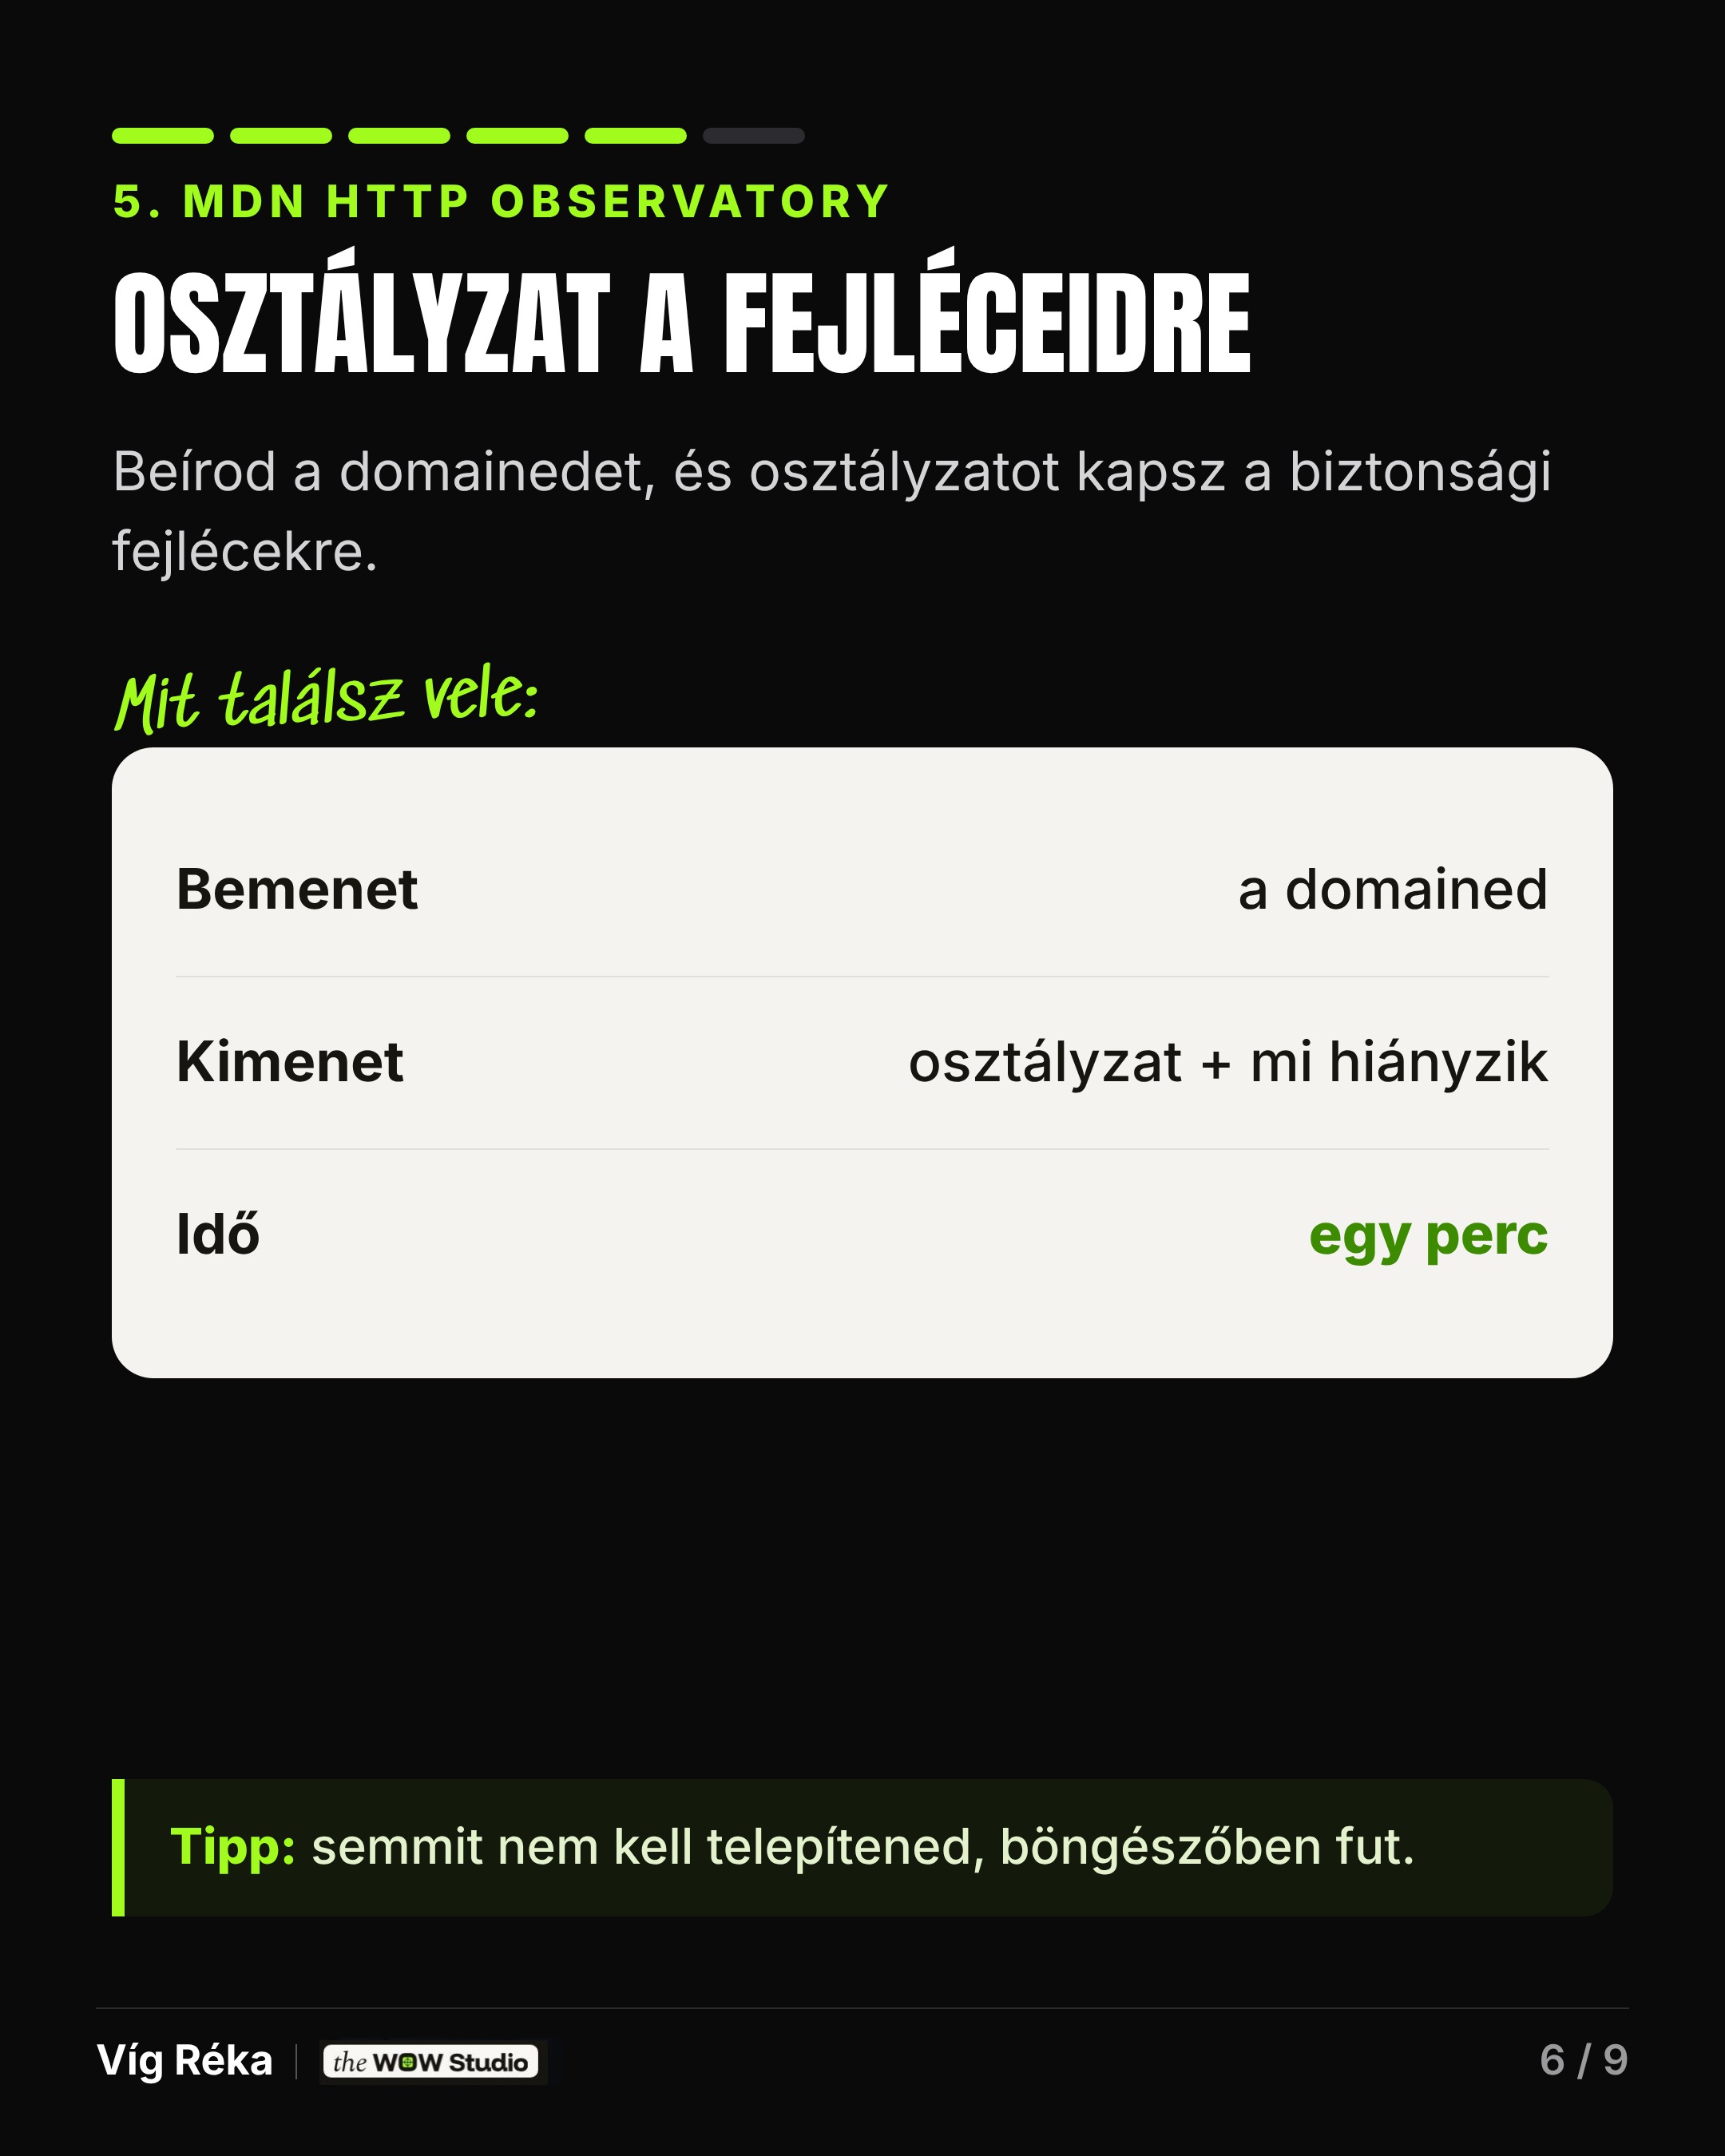 5. MDN HTTP OBSERVATORY
OSZTÁLYZAT A FEJLÉCEIDRE
Beírod a domainedet, és osztályzatot kapsz a biztonsági
fejlécekre.
Mit találsz vele:
Bemenet a domained
Kimenet osztályzat + mi hiányzik
Idő egy perc
Tipp: semmit nem kell telepítened, böngészőben fut.
Víg Réka the WOW Studio 6 / 9